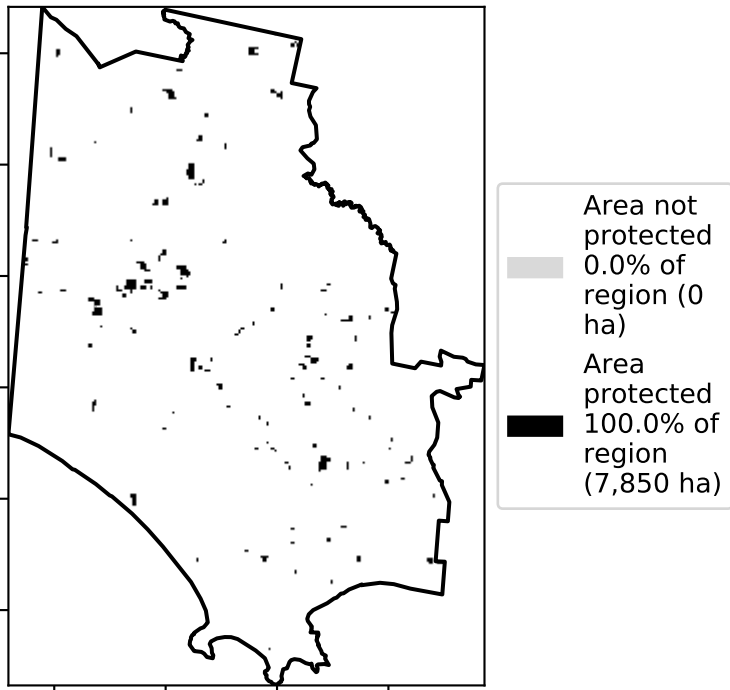 Area not
protected
0.0% of
region (0
ha)
Area
protected
100.0% of
region
(7,850 ha)